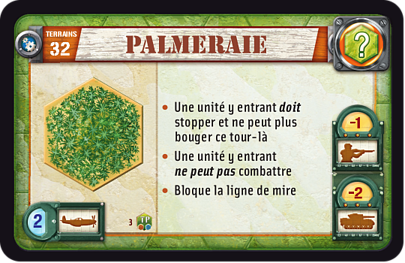 TERRAINS
32
PALMERAIE
?
• Une unité y entrant doit
stopper et ne peut plus
bouger ce tour-là
• Une unité y entrant
ne peut pas combattre
• Bloque la ligne de mire
-1
-2
2
3